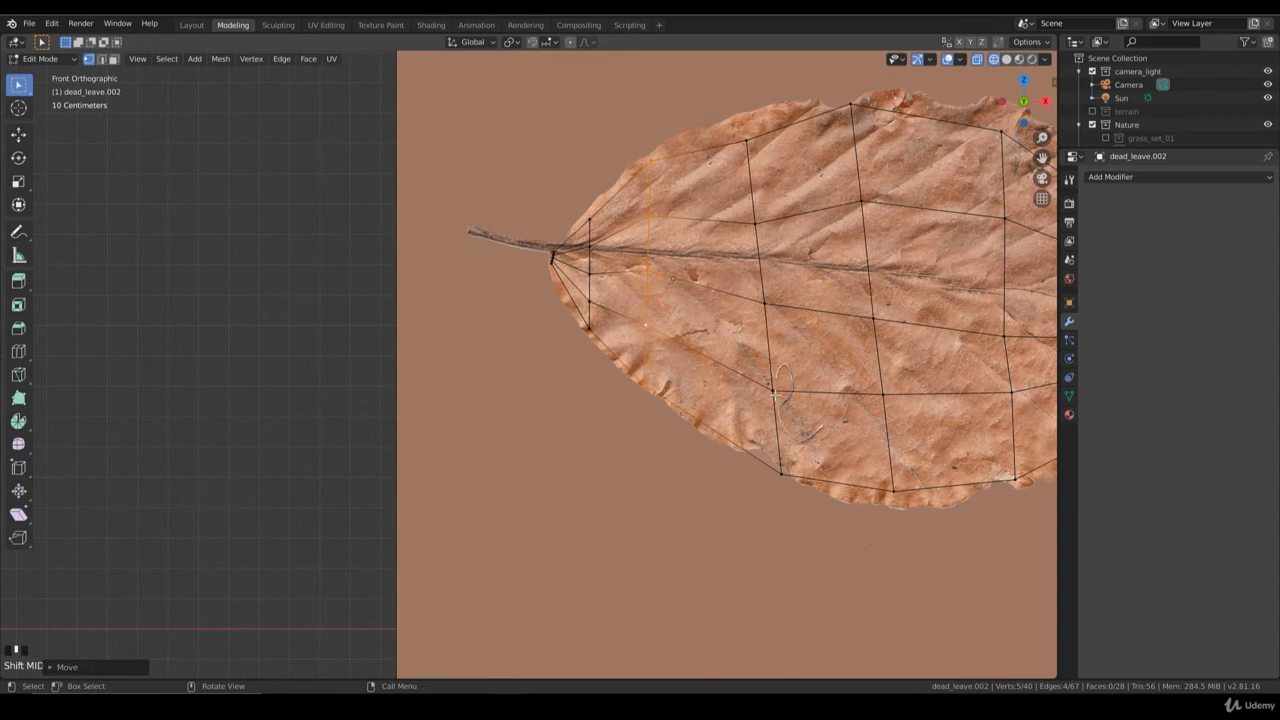 File Edit Render Window Help Layout Modeling Sculpting UV Editing Texture Paint Shading Animation Rendering Compositing Scripting + Scene View Layer
Global X Y Z Options
Edit Mode View Select Add Mesh Vertex Edge Face UV
Scene Collection
camera_light
Camera
Sun
terrain
Nature
grass_set_01
Front Orthographic
(1) dead_leave.002
10 Centimeters
Z
Y
X
dead_leave.002
Add Modifier
Shift MID
Move
Select Box Select Rotate View Call Menu dead_leave.002 | Verts:5/40 | Edges:4/67 | Faces:0/28 | Tris:56 | Mem: 284.5 MiB | v2.81.16
Udemy